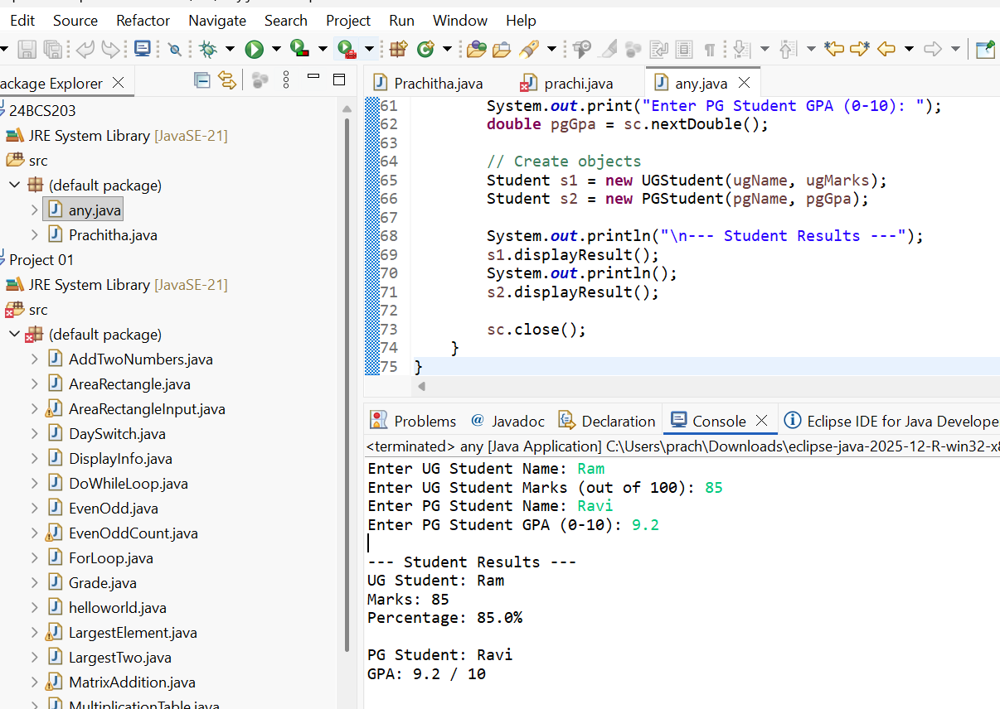 Edit Source Refactor Navigate Search Project Run Window Help
ackage Explorer
24BCS203
JRE System Library [JavaSE-21]
src
(default package)
any.java
Prachitha.java
Project 01
JRE System Library [JavaSE-21]
src
(default package)
AddTwoNumbers.java
AreaRectangle.java
AreaRectangleInput.java
DaySwitch.java
DisplayInfo.java
DoWhileLoop.java
EvenOdd.java
EvenOddCount.java
ForLoop.java
Grade.java
helloworld.java
LargestElement.java
LargestTwo.java
MatrixAddition.java
MultiplicationTable.java
Prachitha.java prachi.java any.java
61 System.out.print("Enter PG Student GPA (0-10): ");
62 double pgGpa = sc.nextDouble();
63
64 // Create objects
65 Student s1 = new UGStudent(ugName, ugMarks);
66 Student s2 = new PGStudent(pgName, pgGpa);
67
68 System.out.println("\n--- Student Results ---");
69 s1.displayResult();
70 System.out.println();
71 s2.displayResult();
72
73 sc.close();
74 }
75 }
Problems @ Javadoc Declaration Console Eclipse IDE for Java Develope
<terminated> any [Java Application] C:\Users\prach\Downloads\eclipse-java-2025-12-R-win32-x8
Enter UG Student Name: Ram
Enter UG Student Marks (out of 100): 85
Enter PG Student Name: Ravi
Enter PG Student GPA (0-10): 9.2
--- Student Results ---
UG Student: Ram
Marks: 85
Percentage: 85.0%
PG Student: Ravi
GPA: 9.2 / 10